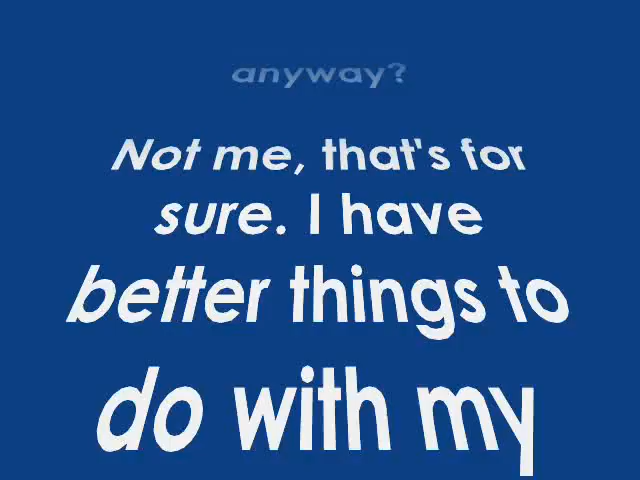 anyway?
Not me, that's for
sure. I have
better things to
do with my